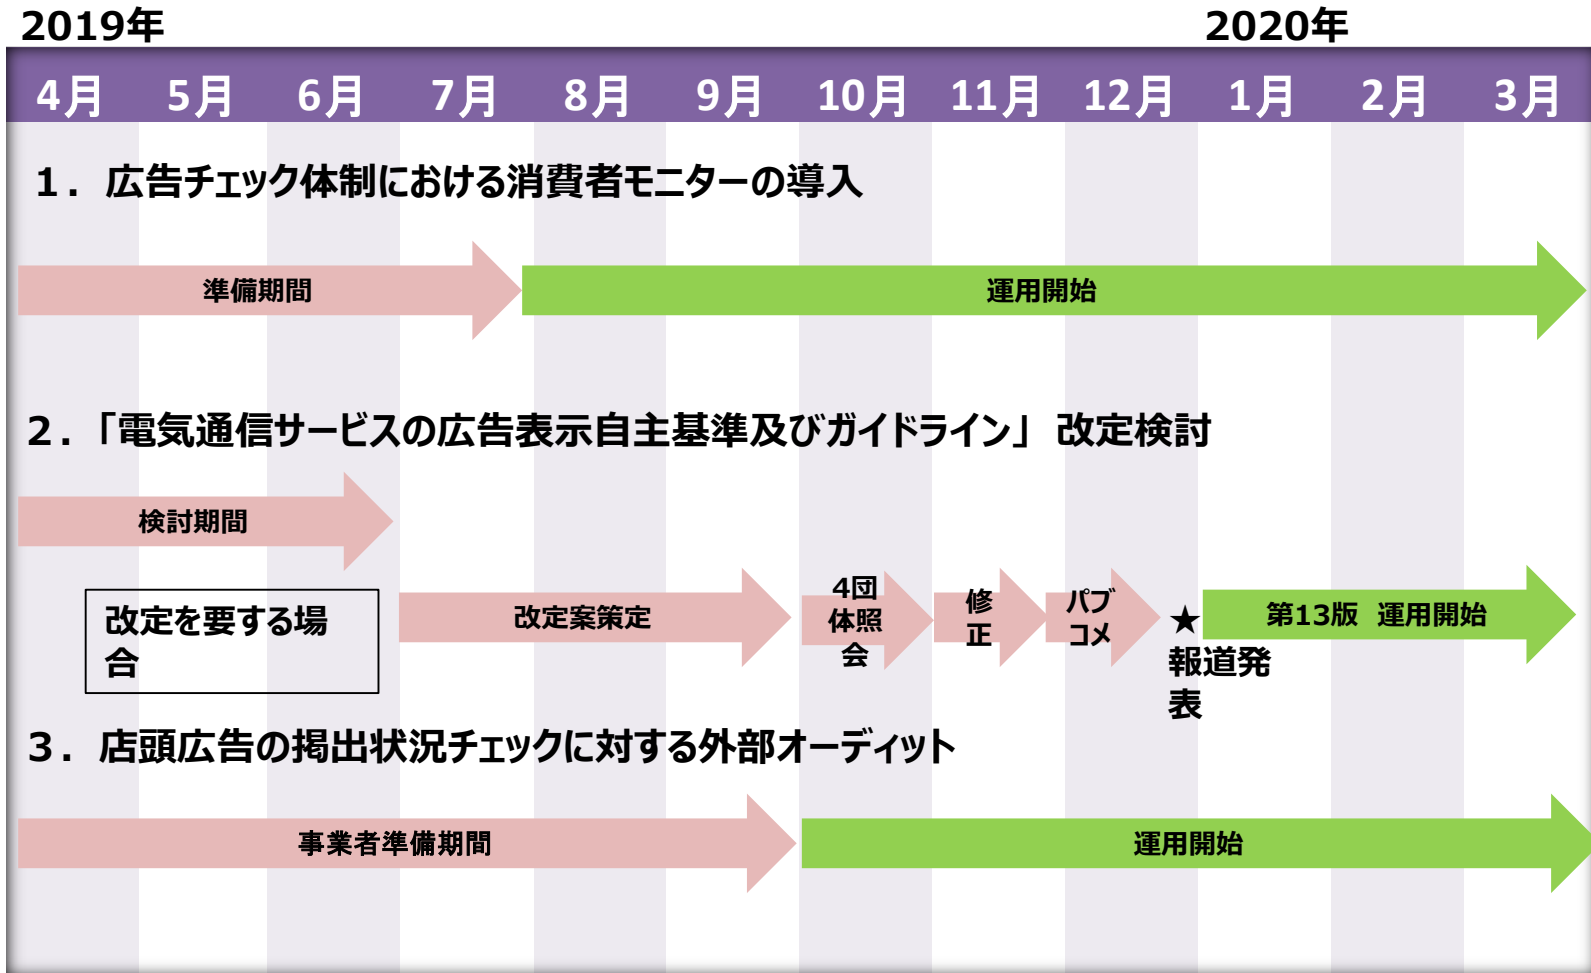 2019年 2020年
4月 5月 6月 7月 8月 9月 10月 11月 12月 1月 2月 3月
１．広告チェック体制における消費者モニターの導入
準備期間 運用開始
２．「電気通信サービスの広告表示自主基準及びガイドライン」 改定検討
検討期間
改定を要する場
合
改定案策定
4団
体照
会
修
正
パブ
コメ
★
報道発
表
第13版 運用開始
３．店頭広告の掲出状況チェックに対する外部オーディット
事業者準備期間 運用開始